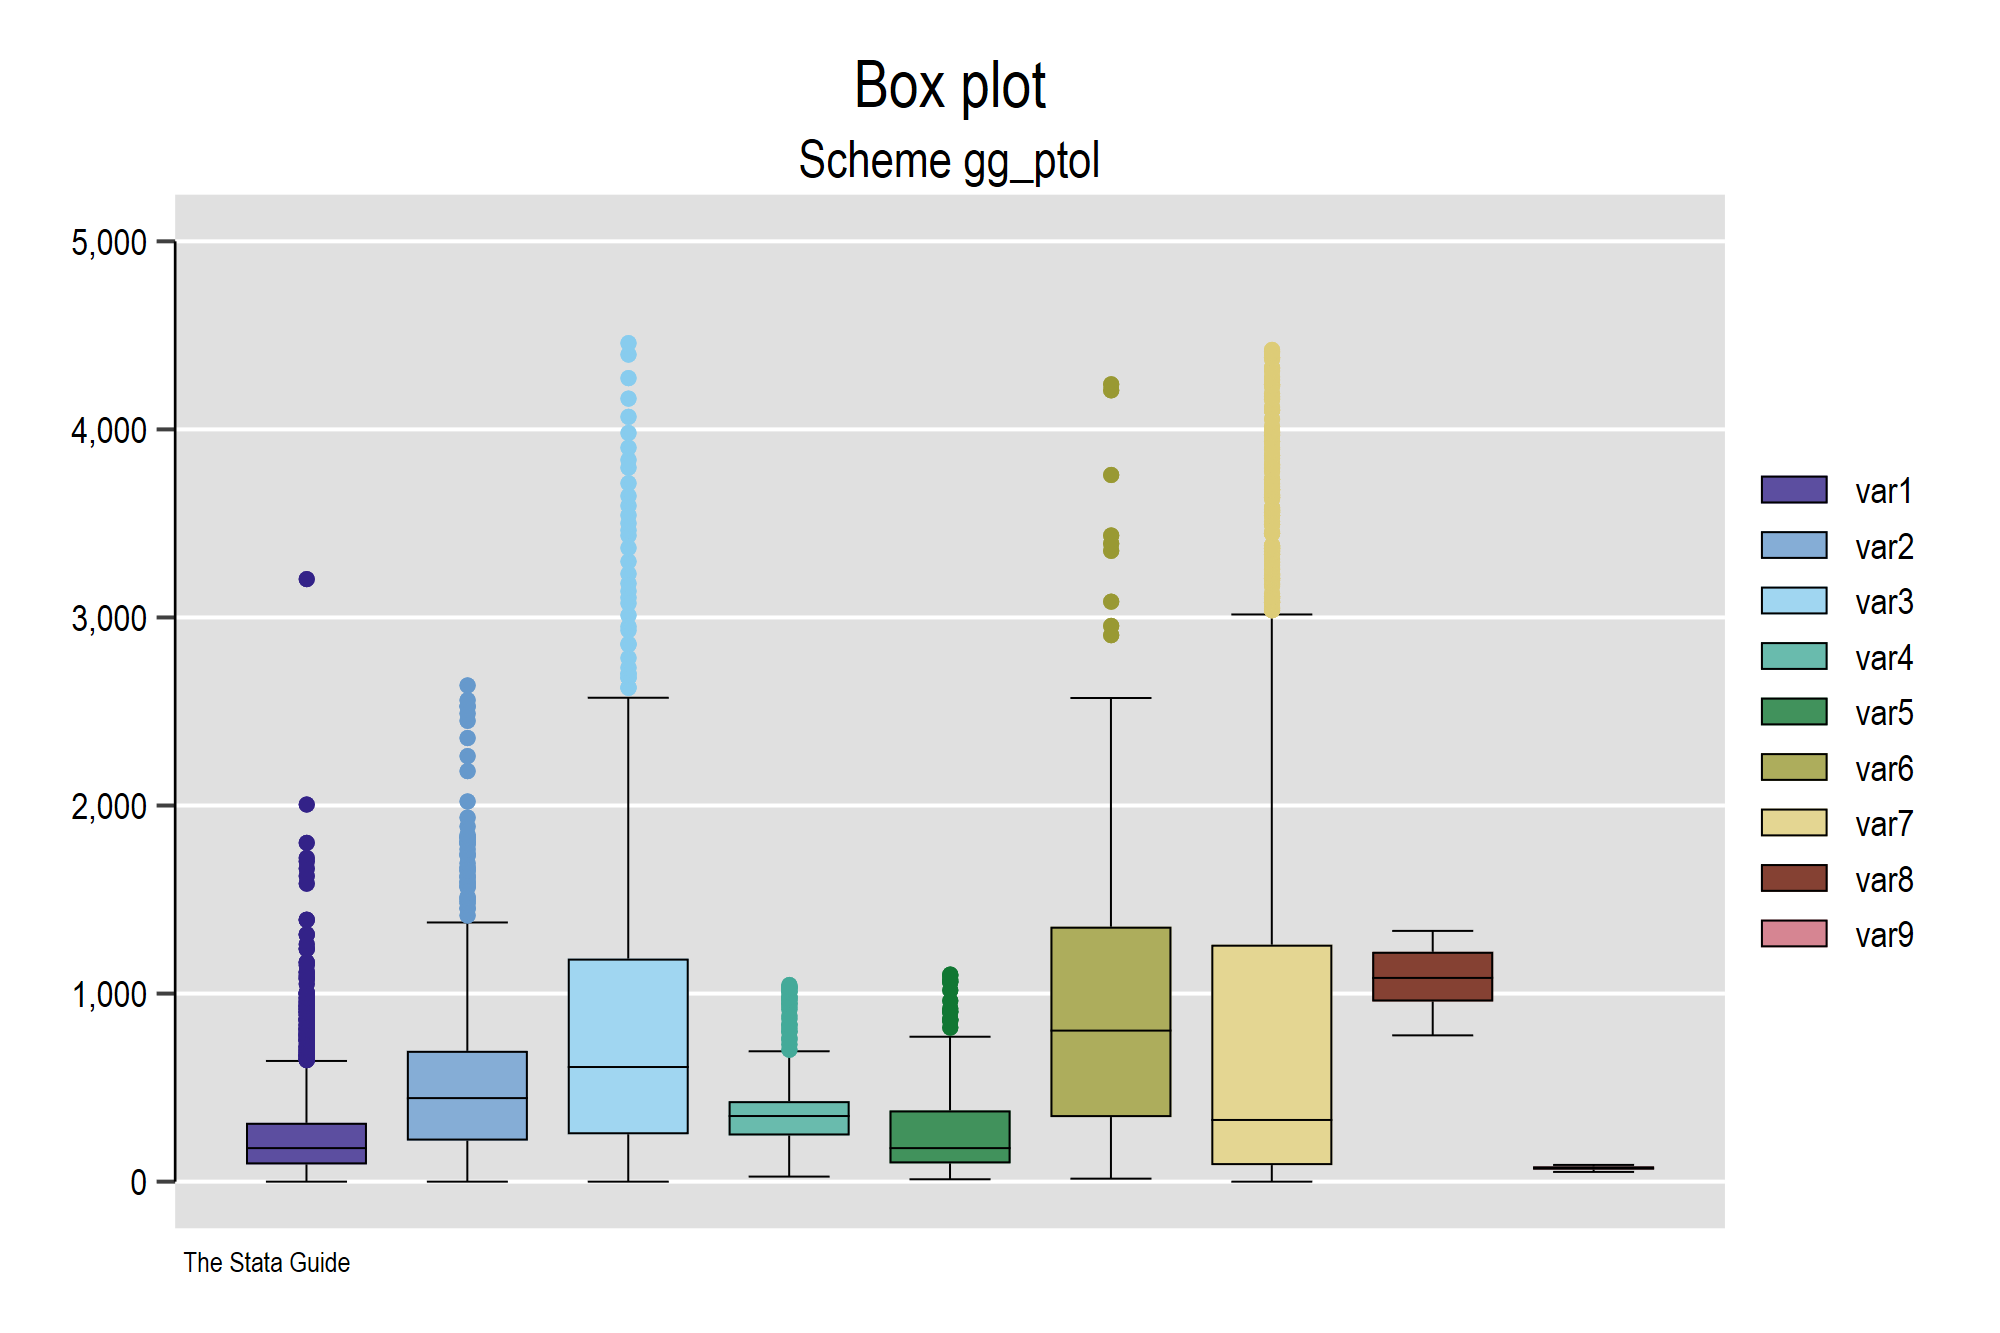 Box plot
Scheme gg_ptol
5,000
4,000
3,000
2,000
1,000
0
var1
var2
var3
var4
var5
var6
var7
var8
var9
The Stata Guide